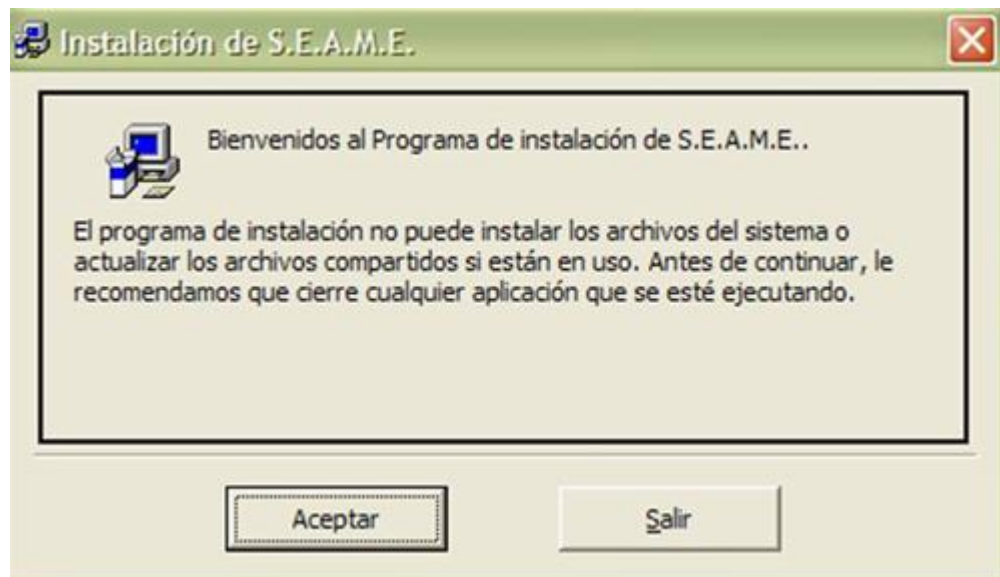 Instalación de S.E.A.M.E.
Bienvenidos al Programa de instalación de S.E.A.M.E..
El programa de instalación no puede instalar los archivos del sistema o
actualizar los archivos compartidos si están en uso. Antes de continuar, le
recomendamos que cierre cualquier aplicación que se esté ejecutando.
Aceptar
Salir